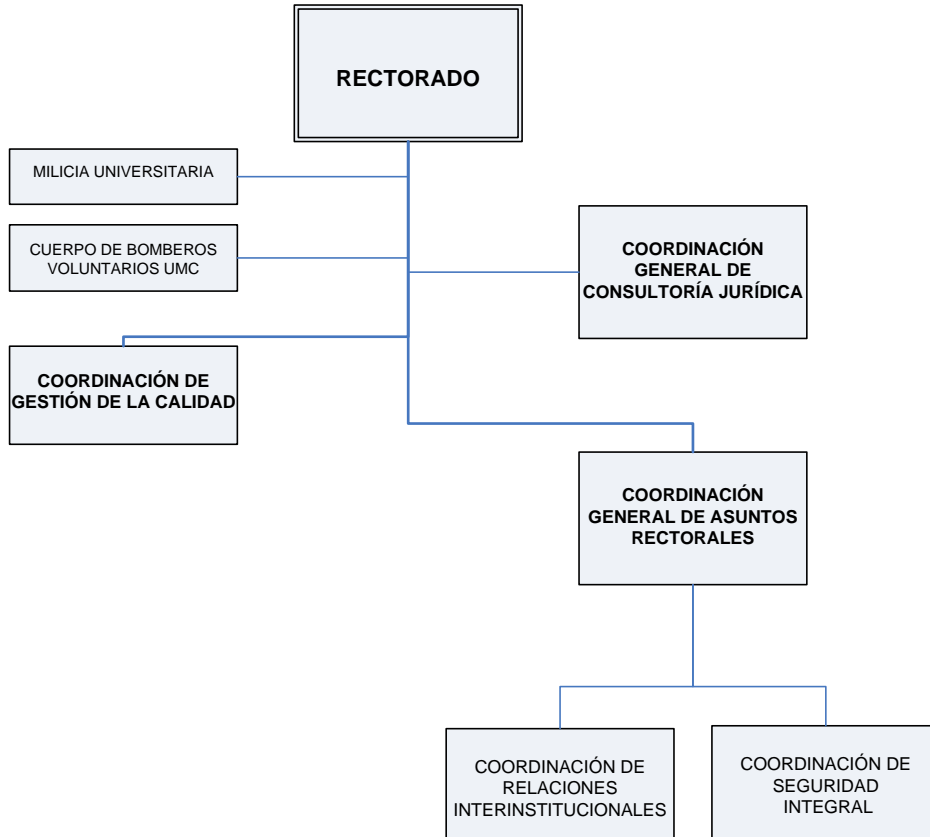 RECTORADO
MILICIA UNIVERSITARIA
CUERPO DE BOMBEROS
VOLUNTARIOS UMC
COORDINACIÓN
GENERAL DE
CONSULTORÍA JURÍDICA
COORDINACIÓN DE
GESTIÓN DE LA CALIDAD
COORDINACIÓN
GENERAL DE ASUNTOS
RECTORALES
COORDINACIÓN DE
RELACIONES
INTERINSTITUCIONALES
COORDINACIÓN DE
SEGURIDAD
INTEGRAL